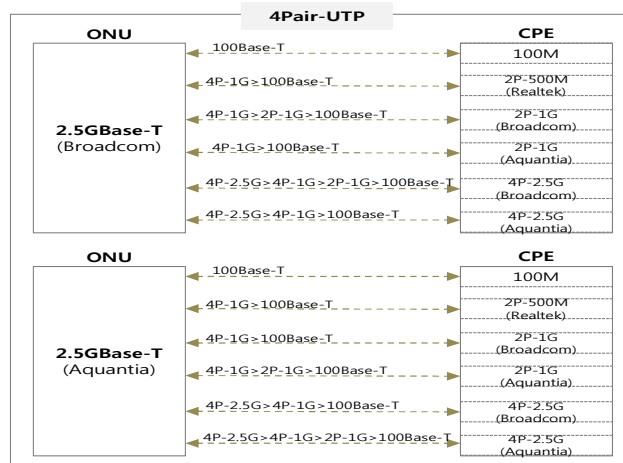 4Pair-UTP
ONU
CPE
100Base-T
100M
4P-1G>100Base-T
2P-500M
(Realtek)
4P-1G>2P-1G>100Base-T
2P-1G
(Broadcom)
2.5GBase-T
(Broadcom)
4P-1G>100Base-T
2P-1G
(Aquantia)
4P-2.5G>4P-1G>2P-1G>100Base-T
4P-2.5G
(Broadcom)
4P-2.5G>4P-1G>100Base-T
4P-2.5G
(Aquantia)
ONU
CPE
100Base-T
100M
4P-1G>100Base-T
2P-500M
(Realtek)
4P-1G>100Base-T
2P-1G
(Broadcom)
2.5GBase-T
(Aquantia)
4P-1G>2P-1G>100Base-T
2P-1G
(Aquantia)
4P-2.5G>4P-1G>100Base-T
4P-2.5G
(Broadcom)
4P-2.5G>4P-1G>2P-1G>100Base-T
4P-2.5G
(Aquantia)